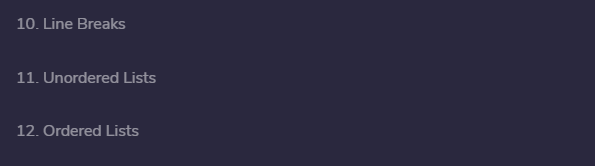 10. Line Breaks
11. Unordered Lists
12. Ordered Lists